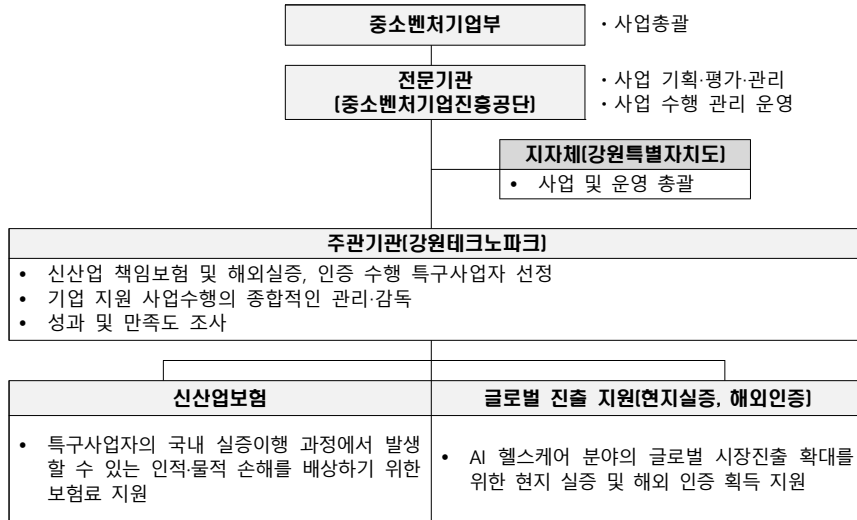 중소벤처기업부
・사업총괄
전문기관
(중소벤처기업진흥공단)
・사업 기획·평가·관리
・사업 수행 관리 운영
지자체(강원특별자치도)
• 사업 및 운영 총괄
주관기관(강원테크노파크)
• 신산업 책임보험 및 해외실증, 인증 수행 특구사업자 선정
• 기업 지원 사업수행의 종합적인 관리·감독
• 성과 및 만족도 조사
신산업보험
• 특구사업자의 국내 실증이행 과정에서 발생
할 수 있는 인적·물적 손해를 배상하기 위한
보험료 지원
글로벌 진출 지원(현지실증, 해외인증)
• AI 헬스케어 분야의 글로벌 시장진출 확대를
위한 현지 실증 및 해외 인증 획득 지원